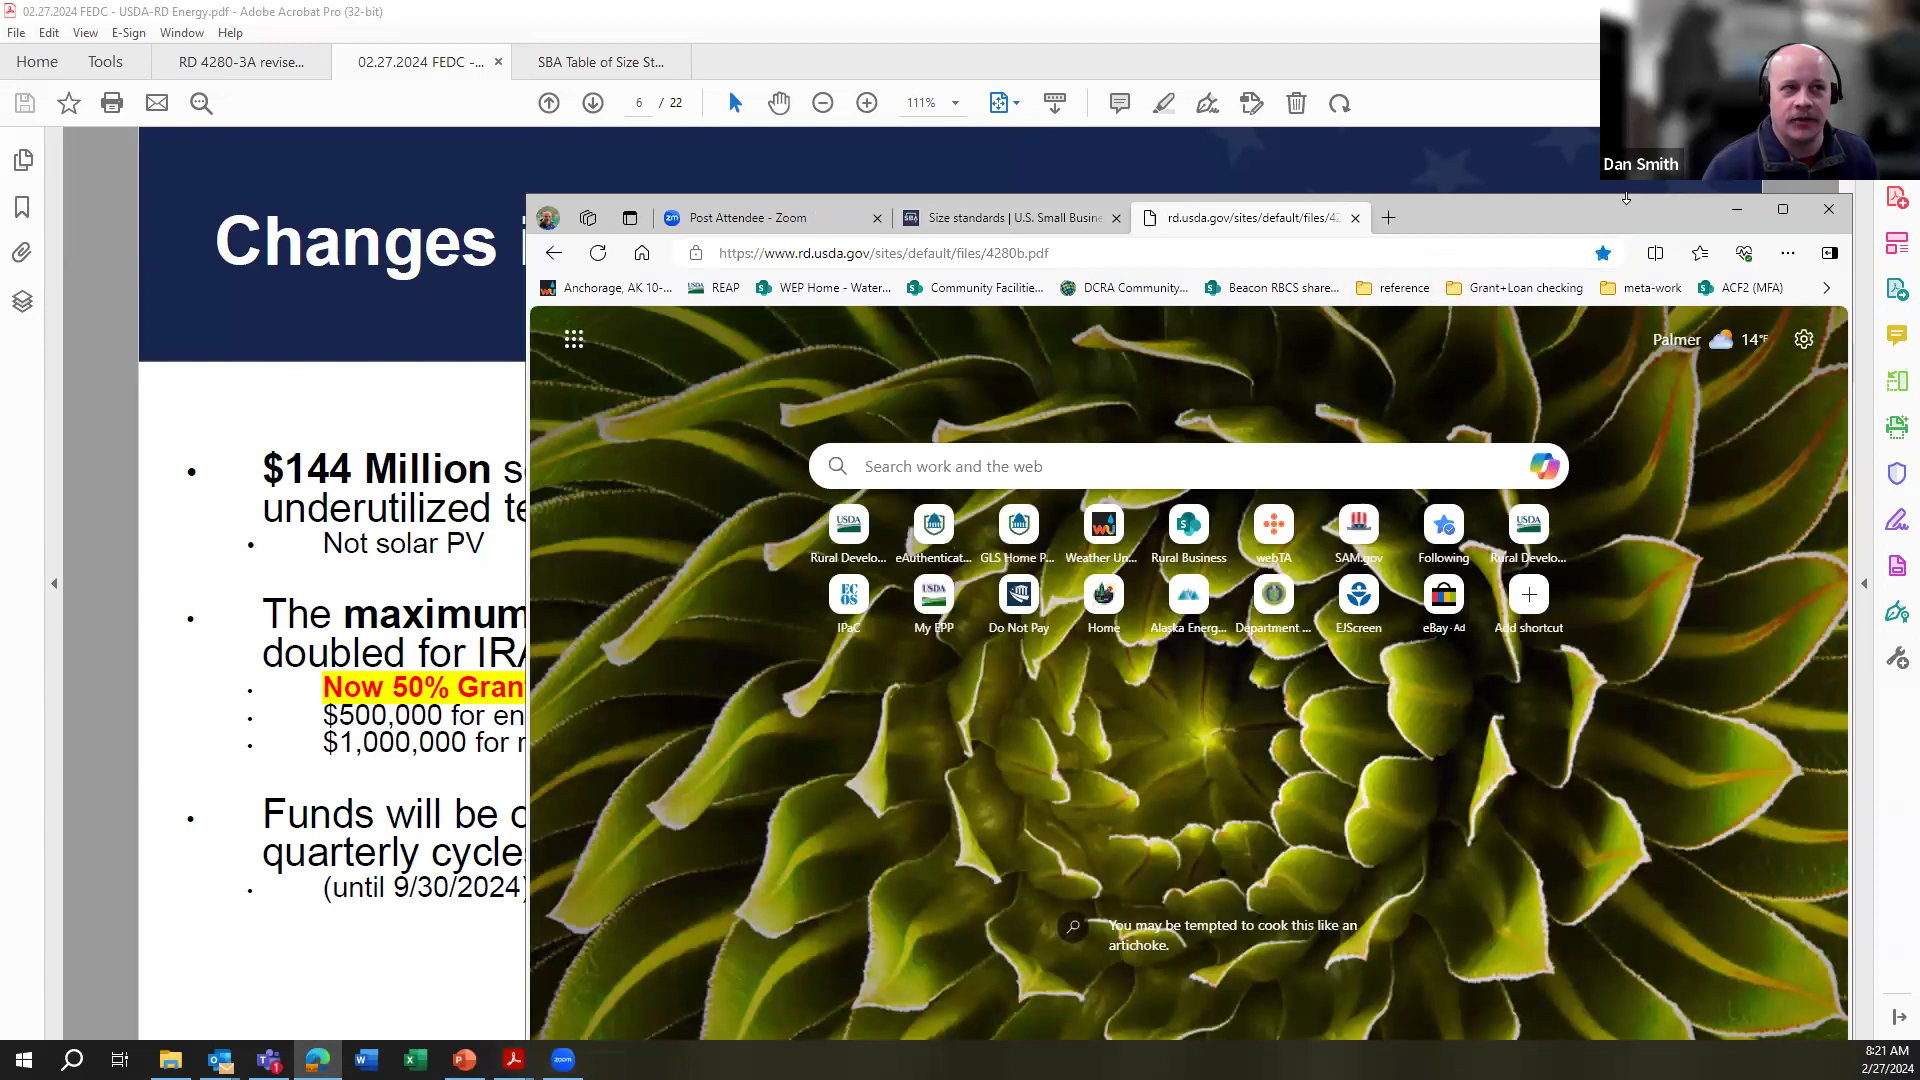 02.27.2024 FEDC - USDA-RD Energy.pdf - Adobe Acrobat Pro (32-bit)
File Edit View E-Sign Window Help
Home Tools RD 4280-3A revise... 02.27.2024 FEDC -... SBA Table of Size St...
6 / 22 111%
Dan Smith
Changes i
Post Attendee - Zoom Size standards | U.S. Small Busine rd.usda.gov/sites/default/files/42
https://www.rd.usda.gov/sites/default/files/4280b.pdf
Anchorage, AK 10-... REAP WEP Home - Water... Community Facilitie... DCRA Community... Beacon RBCS share... reference Grant+Loan checking meta-work ACF2 (MFA)
Palmer 14°F
Search work and the web
$144 Million s
underutilized te
Not solar PV
The maximum
doubled for IRA
Now 50% Gran
$500,000 for en
$1,000,000 for r
Funds will be o
quarterly cycle
(until 9/30/2024)
USDA USDA
Rural Develo... eAuthenticat... GLS Home P... Weather Un... Rural Business webTA SAM.gov Following Rural Develo...
EC OS USDA
IPaC My EPP Do Not Pay Home Alaska Energ... Department ... EJScreen eBay · Ad Add shortcut
You may be tempted to cook this like an
artichoke.
zoom
8:21 AM
2/27/2024